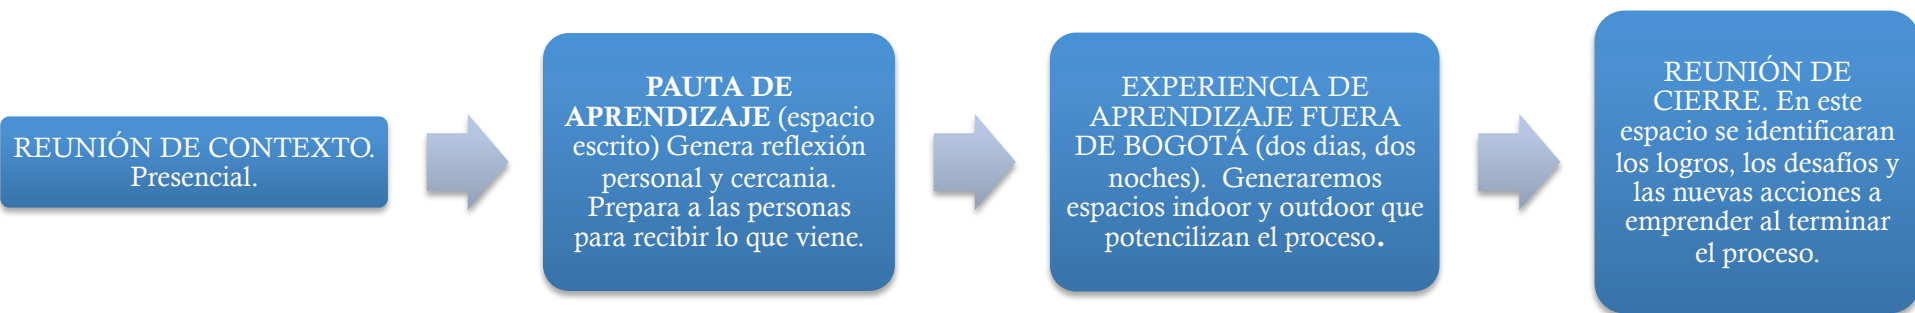 REUNIÓN DE CONTEXTO.
Presencial.
PAUTA DE
APRENDIZAJE (espacio
escrito) Genera reflexión
personal y cercania.
Prepara a las personas
para recibir lo que viene.
EXPERIENCIA DE
APRENDIZAJE FUERA
DE BOGOTÁ (dos dias, dos
noches). Generaremos
espacios indoor y outdoor que
potencilizan el proceso.
REUNIÓN DE
CIERRE. En este
espacio se identificaran
los logros, los desafíos y
las nuevas acciones a
emprender al terminar
el proceso.